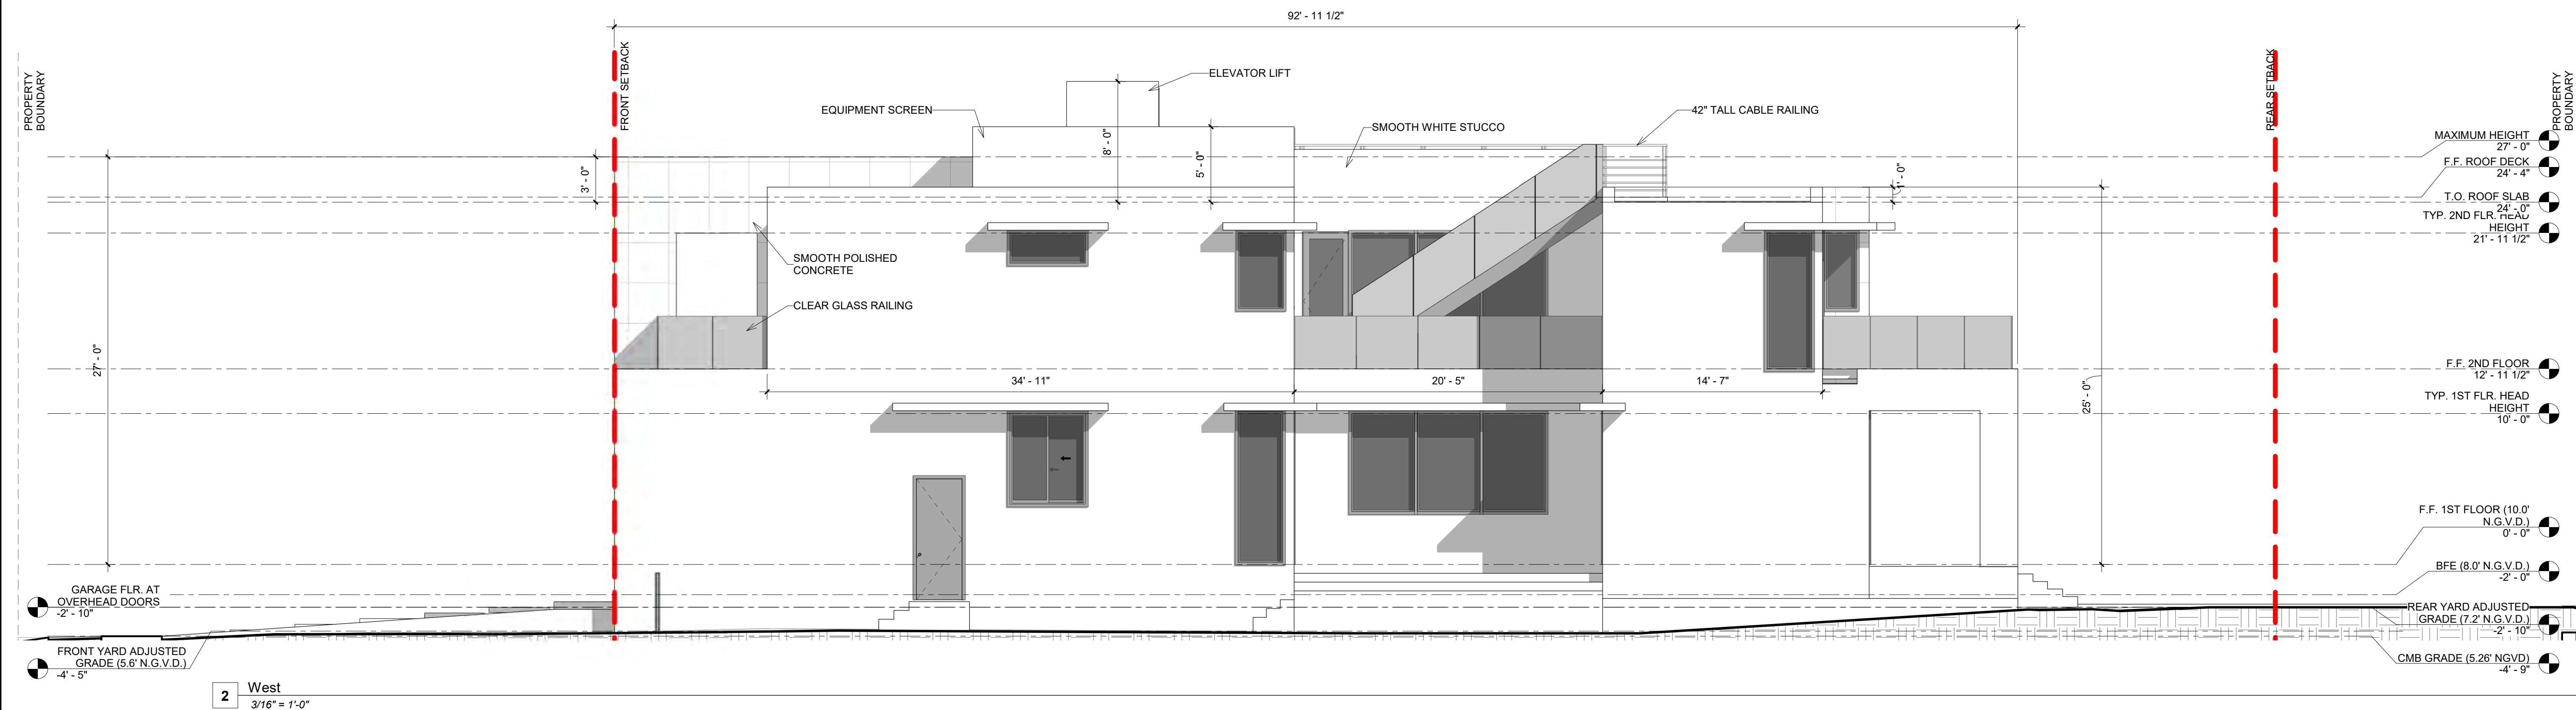 92' - 11 1/2"
PROPERTY
BOUNDARY
FRONT SETBACK
ELEVATOR LIFT
EQUIPMENT SCREEN
42" TALL CABLE RAILING
SMOOTH WHITE STUCCO
REAR SETBACK
PROPERTY
BOUNDARY
MAXIMUM HEIGHT
27' - 0"
F.F. ROOF DECK
24' - 4"
T.O. ROOF SLAB
24' - 0"
TYP. 2ND FLR. HEAD
HEIGHT
21' - 11 1/2"
3' - 0"
8' - 0"
5' - 0"
1' - 0"
SMOOTH POLISHED
CONCRETE
CLEAR GLASS RAILING
27' - 0"
34' - 11"
20' - 5"
14' - 7"
25' - 0"
F.F. 2ND FLOOR
12' - 11 1/2"
TYP. 1ST FLR. HEAD
HEIGHT
10' - 0"
F.F. 1ST FLOOR (10.0'
N.G.V.D.)
0' - 0"
BFE (8.0' N.G.V.D.)
-2' - 0"
GARAGE FLR. AT
OVERHEAD DOORS
-2' - 10"
REAR YARD ADJUSTED
GRADE (7.2' N.G.V.D.)
-2' - 10"
FRONT YARD ADJUSTED
GRADE (5.6' N.G.V.D.)
-4' - 5"
CMB GRADE (5.26' NGVD)
-4' - 9"
2
West
3/16" = 1'-0"